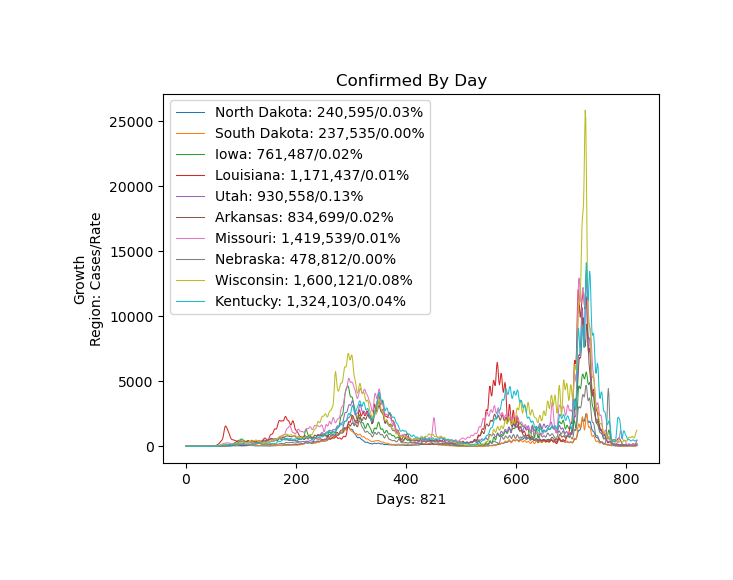 Confirmed By Day
North Dakota: 240,595/0.03%
South Dakota: 237,535/0.00%
Iowa: 761,487/0.02%
Louisiana: 1,171,437/0.01%
Utah: 930,558/0.13%
Arkansas: 834,699/0.02%
Missouri: 1,419,539/0.01%
Nebraska: 478,812/0.00%
Wisconsin: 1,600,121/0.08%
Kentucky: 1,324,103/0.04%
Growth
Region: Cases/Rate
25000
20000
15000
10000
5000
0
0 200 400 600 800
Days: 821